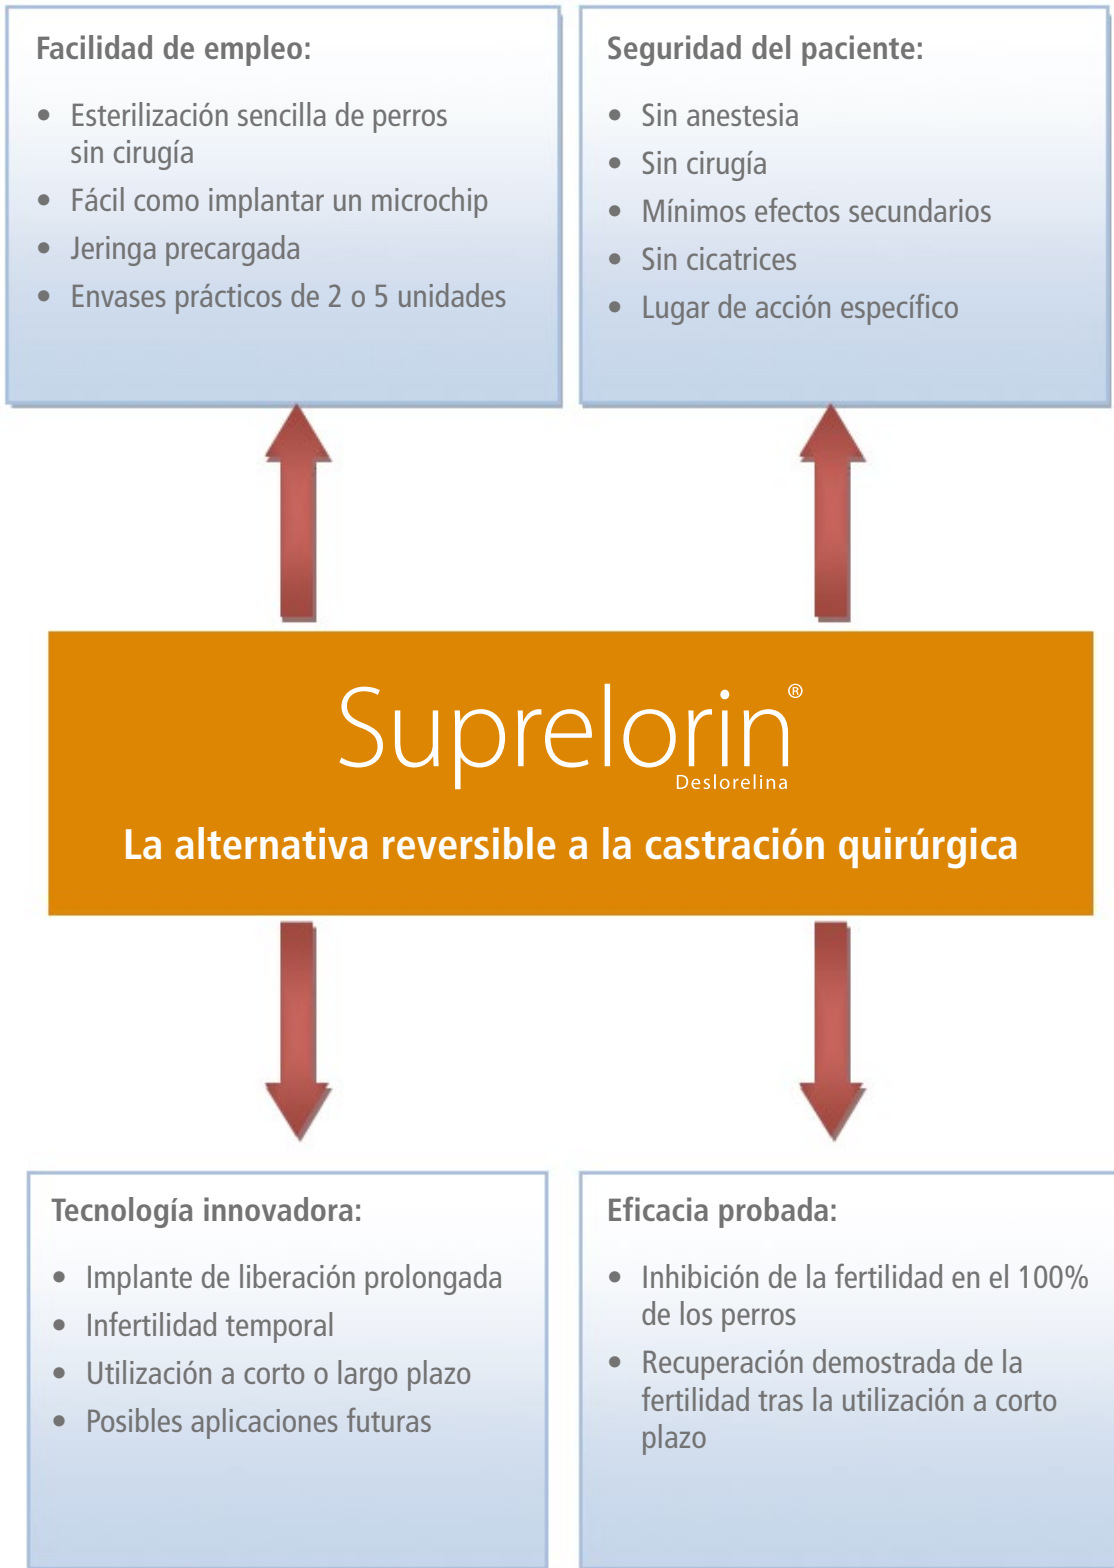 Facilidad de empleo:
• Esterilización sencilla de perros
sin cirugía
• Fácil como implantar un microchip
• Jeringa precargada
• Envases prácticos de 2 o 5 unidades
Seguridad del paciente:
• Sin anestesia
• Sin cirugía
• Mínimos efectos secundarios
• Sin cicatrices
• Lugar de acción específico
Suprelorin®
Deslorelina
La alternativa reversible a la castración quirúrgica
Tecnología innovadora:
• Implante de liberación prolongada
• Infertilidad temporal
• Utilización a corto o largo plazo
• Posibles aplicaciones futuras
Eficacia probada:
• Inhibición de la fertilidad en el 100%
de los perros
• Recuperación demostrada de la
fertilidad tras la utilización a corto
plazo